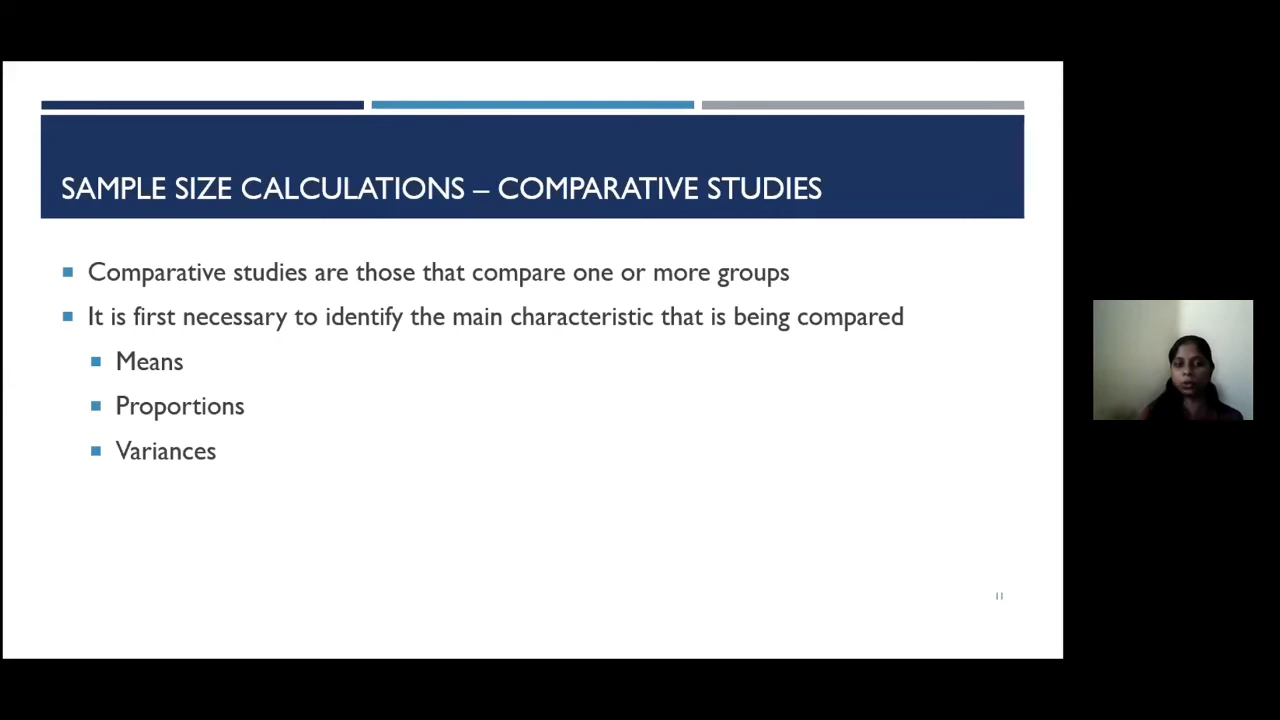 SAMPLE SIZE CALCULATIONS – COMPARATIVE STUDIES
Comparative studies are those that compare one or more groups
It is first necessary to identify the main characteristic that is being compared
Means
Proportions
Variances
11